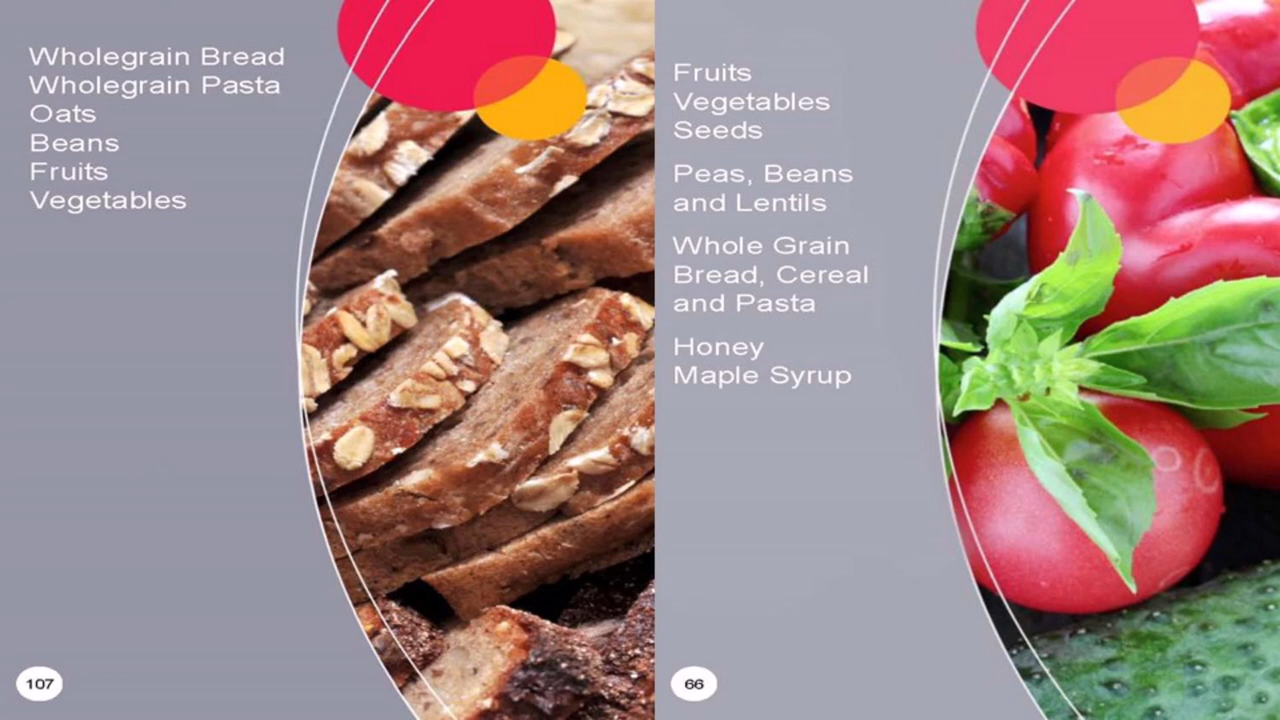 Wholegrain Bread
Wholegrain Pasta
Oats
Beans
Fruits
Vegetables
107
Fruits
Vegetables
Seeds
Peas, Beans
and Lentils
Whole Grain
Bread, Cereal
and Pasta
Honey
Maple Syrup
66